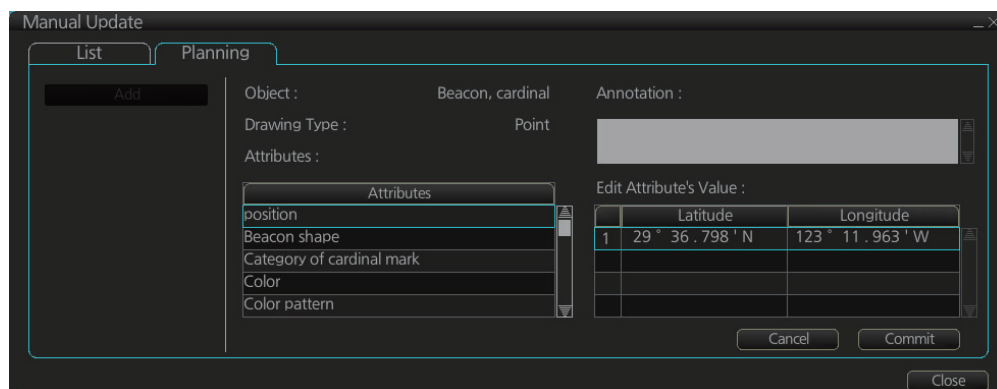 Manual Update
List Planning
Add
Object : Beacon, cardinal
Drawing Type : Point
Attributes :
Attributes
position
Beacon shape
Category of cardinal mark
Color
Color pattern
Annotation :
Edit Attribute's Value :
Latitude Longitude
1 29 ° 36 . 798 ' N 123 ° 11 . 963 ' W
Cancel Commit
Close